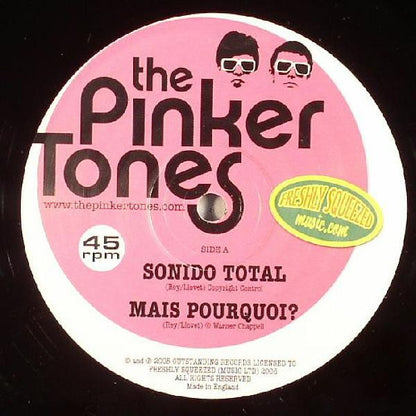 the
Pinker
Tones
www.thepinkertones.com
FRESHLY SQUEEZED
music.com
SIDE A
45
rpm
SONIDO TOTAL
(Rey/Llovet) Copyright Control
MAIS POURQUOI?
(Rey/Llovet) © Warner Chappell
© and ℗ 2005 OUTSTANDING RECORDS LICENSED TO
FRESHLY SQUEEZED (MUSIC LTD) 2006
ALL RIGHTS RESERVED
Made in England